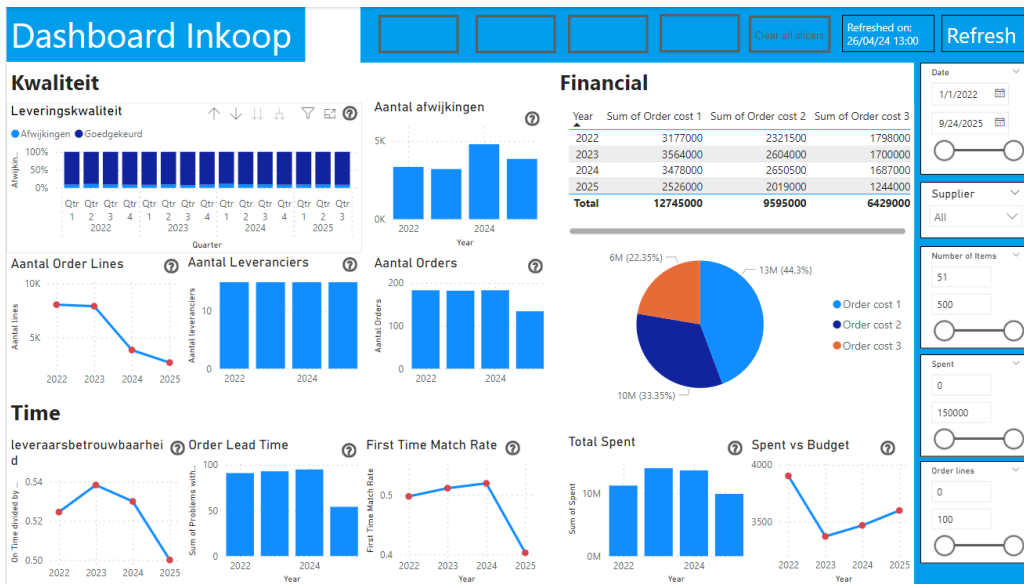 Dashboard Inkoop
Clear all slicers
Refreshed on:
26/04/24 13:00
Refresh
Kwaliteit
Leveringskwaliteit
Afwijkingen Goedgekeurd
Afwijkin...
100%
50%
0%
Qtr 1 Qtr 2 Qtr 3 Qtr 4 Qtr 1 Qtr 2 Qtr 3 Qtr 4 Qtr 1 Qtr 2 Qtr 3 Qtr 4 Qtr 1 Qtr 2 Qtr 3
2022 2023 2024 2025
Quarter
Aantal afwijkingen
5K
0K
2022 2024
Year
Aantal Order Lines
Aantal lines
10K
5K
2022 2023 2024 2025
Aantal Leveranciers
Aantal leveranciers
10
0
2022 2024
Aantal Orders
Aantal Orders
200
100
0
2022 2024
Financial
Year Sum of Order cost 1 Sum of Order cost 2 Sum of Order cost 3
2022 3177000 2321500 1798000
2023 3564000 2604000 1700000
2024 3478000 2650500 1687000
2025 2526000 2019000 1244000
Total 12745000 9595000 6429000
6M (22.35%)
13M (44.3%)
10M (33.35%)
Order cost 1
Order cost 2
Order cost 3
Time
leveraarsbetrouwbaarhei
d
On Time divided by ...
0.54
0.52
0.50
2022 2023 2024 2025
Year
Order Lead Time
Sum of Problems with...
100
50
0
2022 2024
Year
First Time Match Rate
First Time Match Rate
0.5
0.4
2022 2023 2024 2025
Year
Total Spent
Sum of Spent
10M
0M
2022 2024
Year
Spent vs Budget
4000
3500
2022 2023 2024 2025
Year
Date
1/1/2022
9/24/2025
Supplier
All
Number of Items
51
500
Spent
0
150000
Order lines
0
100